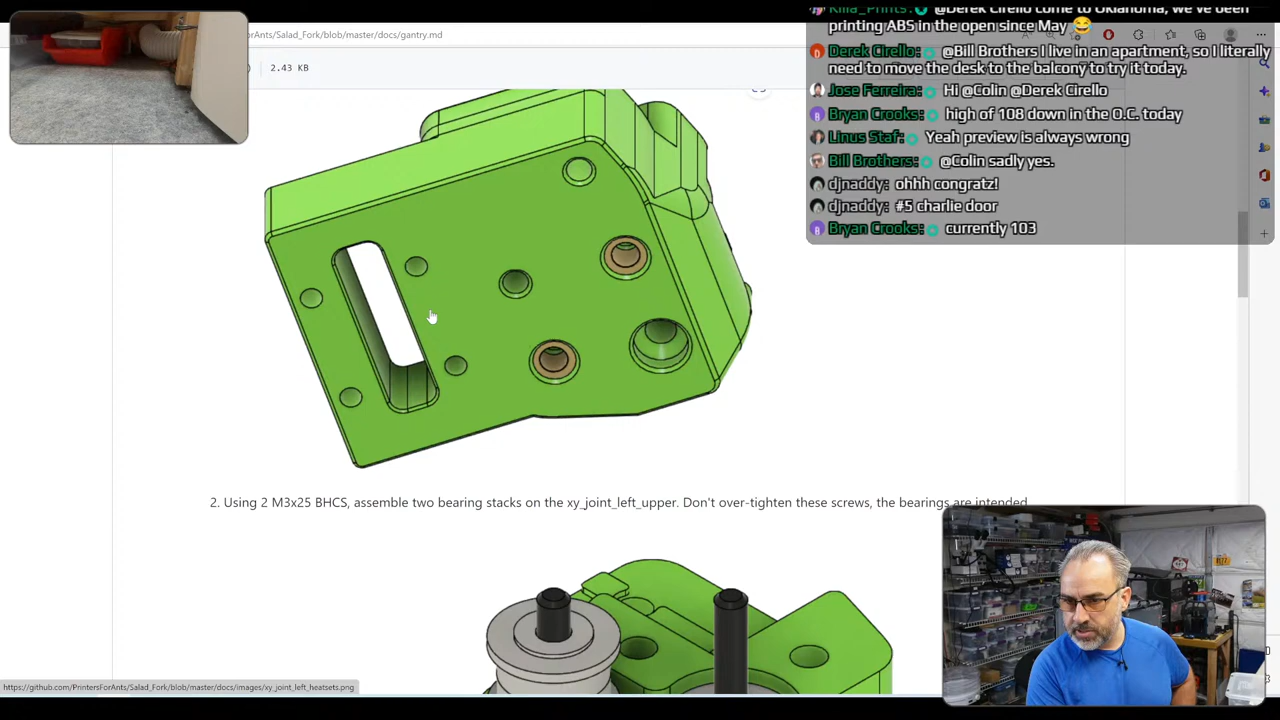 Killa_Prints: @Derek Cirello come to Oklahoma, we've been
printing ABS in the open since May 😂
Derek Cirello: @Bill Brothers I live in an apartment, so I literally
need to move the desk to the balcony to try it today.
Jose Ferreira: Hi @Colin @Derek Cirello
Bryan Crooks: high of 108 down in the O.C. today
Linus Staf: Yeah preview is always wrong
Bill Brothers: @Colin sadly yes.
djnaddy: ohhh congratz!
djnaddy: #5 charlie door
Bryan Crooks: currently 103
ForAnts/Salad_Fork/blob/master/docs/gantry.md
2.43 KB
2. Using 2 M3x25 BHCS, assemble two bearing stacks on the xy_joint_left_upper. Don't over-tighten these screws, the bearings are intended
https://github.com/PrintersForAnts/Salad_Fork/blob/master/docs/images/xy_joint_left_heatsets.png